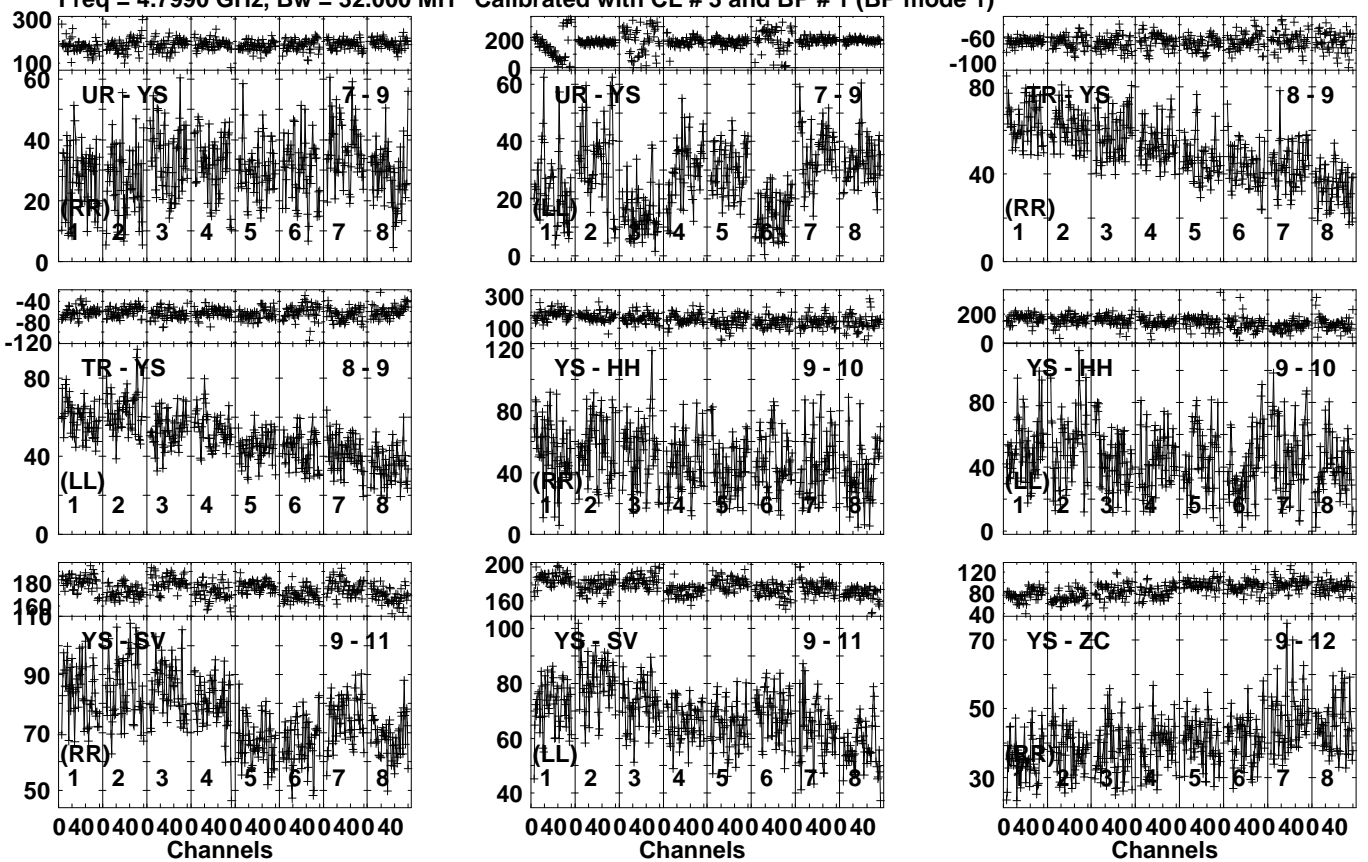 Freq = 4.7990 GHz, Bw = 32.000 MH Calibrated with CL # 3 and BP # 1 (BP mode 1)
300
100
60
40
20
0
UR - YS 7 - 9
(RR)
1 2 3 4 5 6 7 8
200
0
60
40
20
0
UR - YS 7 - 9
(LL)
1 2 3 4 5 6 7 8
-60
-100
80
40
0
TR - YS 8 - 9
(RR)
1 2 3 4 5 6 7 8
-40
-80
-120
80
40
0
TR - YS 8 - 9
(LL)
1 2 3 4 5 6 7 8
300
100
120
80
40
0
YS - HH 9 - 10
(RR)
1 2 3 4 5 6 7 8
200
0
80
40
0
YS - HH 9 - 10
(LL)
1 2 3 4 5 6 7 8
180
160
110
90
70
50
YS - SV 9 - 11
(RR)
1 2 3 4 5 6 7 8
0 40 0 40 0 40 0 40 0 40 0 40 0 40 0 40
Channels
200
160
100
80
60
40
YS - SV 9 - 11
(LL)
1 2 3 4 5 6 7 8
0 40 0 40 0 40 0 40 0 40 0 40 0 40 0 40
Channels
120
80
40
70
50
30
YS - ZC 9 - 12
(RR)
1 2 3 4 5 6 7 8
0 40 0 40 0 40 0 40 0 40 0 40 0 40 0 40
Channels